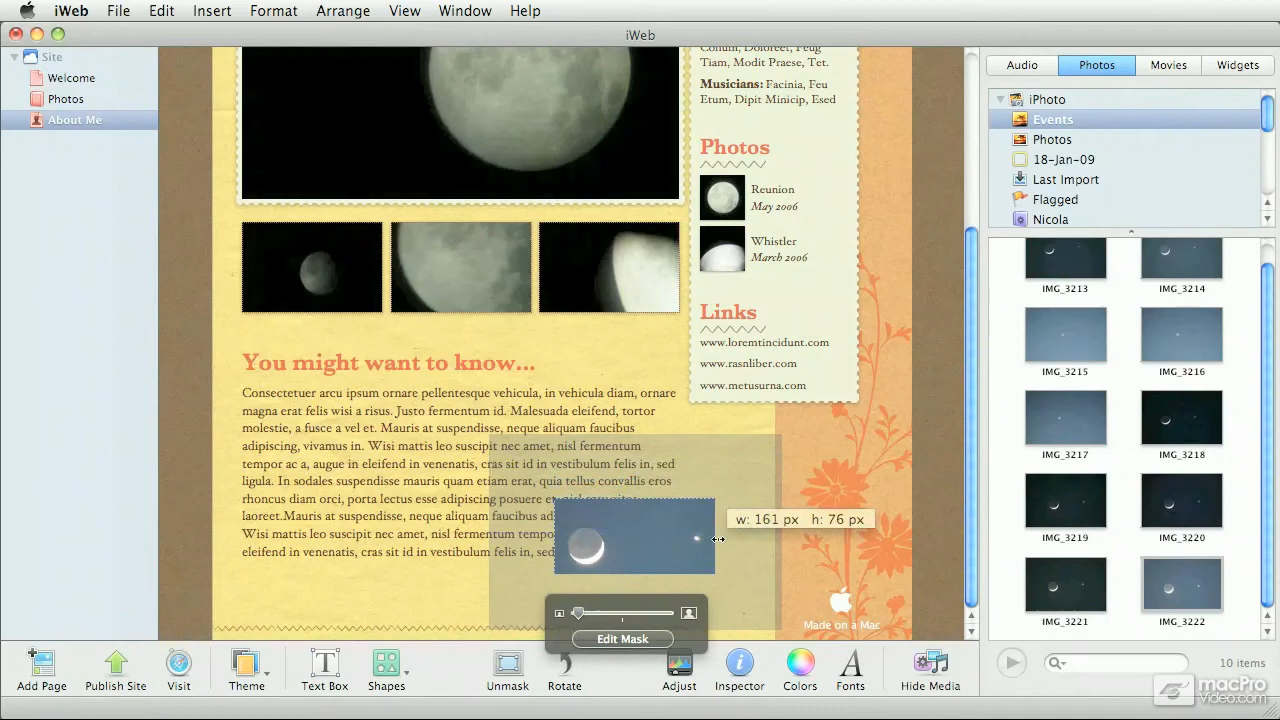 iWeb File Edit Insert Format Arrange View Window Help
iWeb
Site
Welcome
Photos
About Me
Tiam, Modit Praese, Tet.
Musicians: Facinia, Feu
Etum, Dipit Minicip, Esed
Photos
Reunion
May 2006
Whistler
March 2006
Links
www.loremtincidunt.com
www.rasnliber.com
www.metusurna.com
You might want to know...
Consectetuer arcu ipsum ornare pellentesque vehicula, in vehicula diam, ornare
magna erat felis wisi a risus. Justo fermentum id. Malesuada eleifend, tortor
molestie, a fusce a vel et. Mauris at suspendisse, neque aliquam faucibus
adipiscing, vivamus in. Wisi mattis leo suscipit nec amet, nisl fermentum
tempor ac a, augue in eleifend in venenatis, cras sit id in vestibulum felis in, sed
ligula. In sodales suspendisse mauris quam etiam erat, quia tellus convallis eros
rhoncus diam orci, porta lectus esse adipiscing posuere et
laoreet.Mauris at suspendisse, neque aliquam faucibus ad
Wisi mattis leo suscipit nec amet, nisl fermentum tempo
eleifend in venenatis, cras sit id in vestibulum felis in, sed
w: 161 px h: 76 px
Edit Mask
Made on a Mac
Audio Photos Movies Widgets
iPhoto
Events
Photos
18-Jan-09
Last Import
Flagged
Nicola
IMG_3213 IMG_3214
IMG_3215 IMG_3216
IMG_3217 IMG_3218
IMG_3219 IMG_3220
IMG_3221 IMG_3222
10 items
Add Page Publish Site Visit Theme Text Box Shapes Unmask Rotate Adjust Inspector Colors Fonts Hide Media
macPro
Video.com